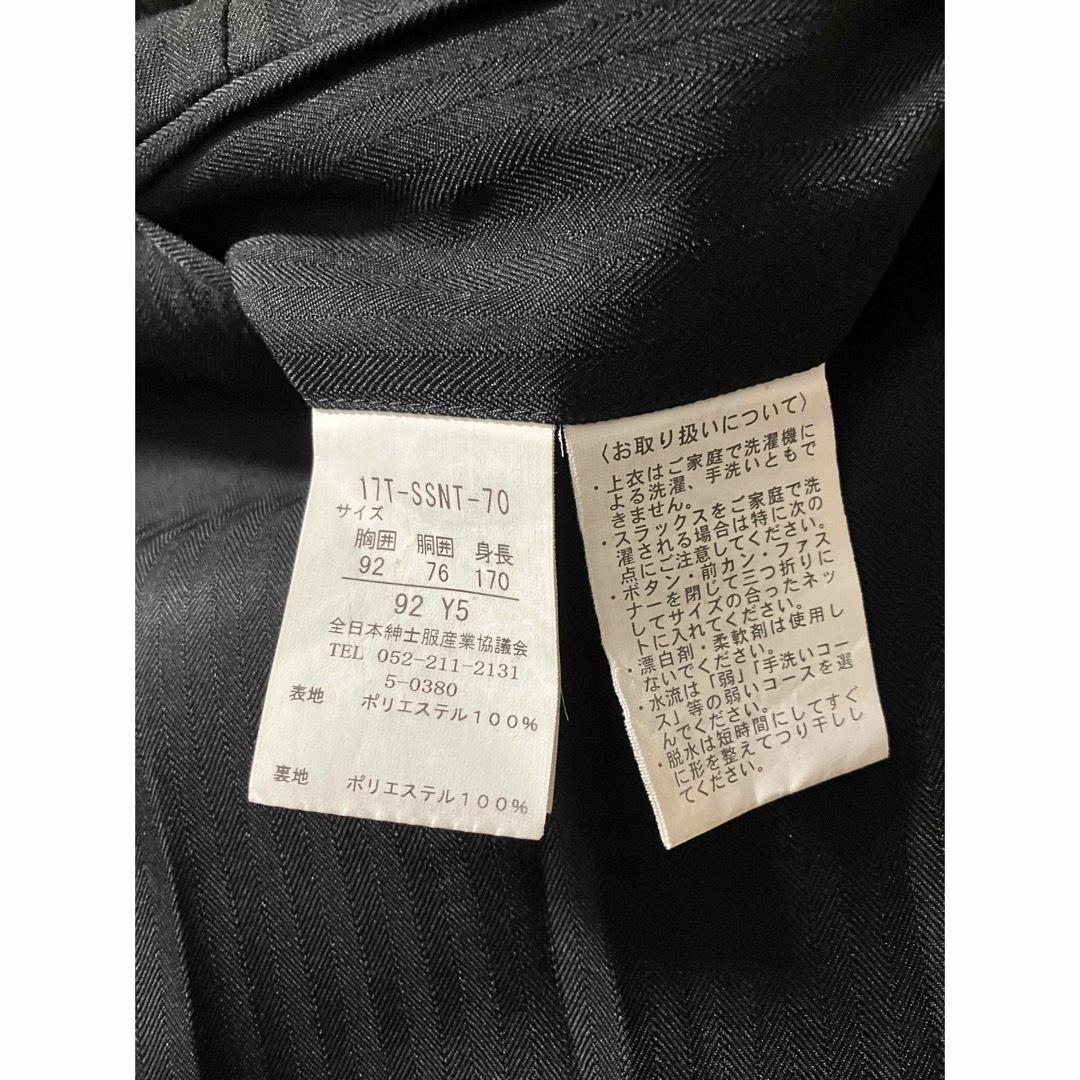 17T-SSNT-70
サイズ
胸囲 胴囲 身長
92 76 170
92 Y5
全日本紳士服産業協議会
TEL 052-211-2131
5-0380
表地 ポリエステル100%
裏地 ポリエステル100%
〈お取り扱いについて〉
・上衣はご家庭で洗濯機に
よる洗濯、手洗いともで
きません。
・スラックスをご家庭で洗
濯される場合は特に次の
点にご注意してください。
・ボタン・前カン・ファス
ナーを閉じて三つ折りに
してサイズの合ったネッ
トに入れてください。
・漂白剤・柔軟剤は使用し
ないでください。
・水流は「弱」「手洗いコー
ス」等の弱いコースを選
んでください。
・脱水は短時間にしてすぐ
に形を整えてつり干しし
てください。